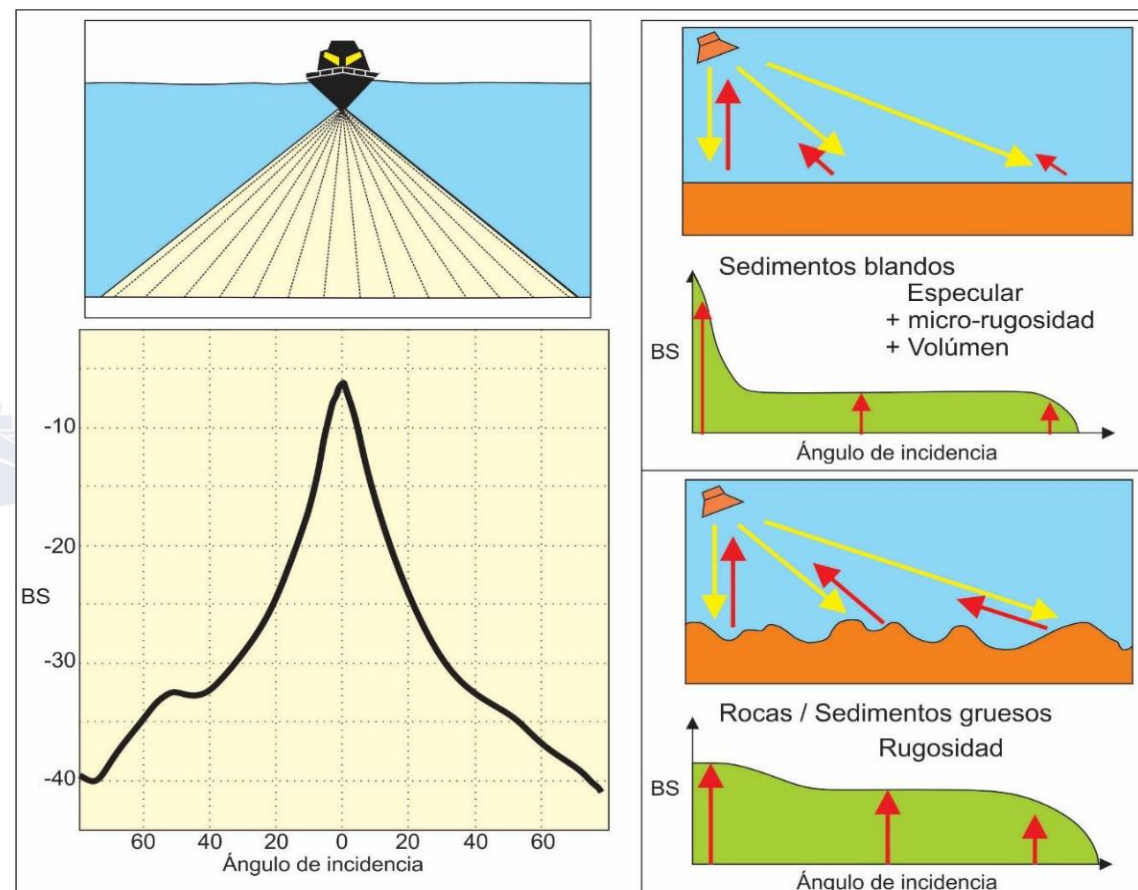 -10
-20
BS
-30
-40
60 40 20 0 20 40 60
Ángulo de incidencia
Sedimentos blandos
Especular
+ micro-rugosidad
+ Volúmen
BS
Ángulo de incidencia
Rocas / Sedimentos gruesos
Rugosidad
BS
Ángulo de incidencia